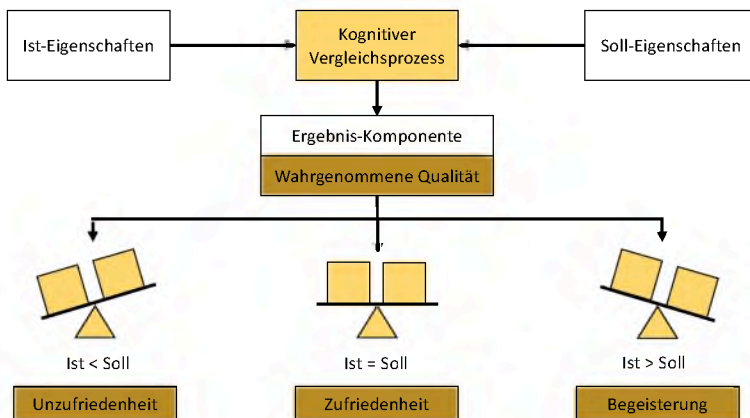 Ist-Eigenschaften
Kognitiver
Vergleichsprozess
Soll-Eigenschaften
Ergebnis-Komponente
Wahrgenommene Qualität
Ist < Soll
Ist = Soll
Ist > Soll
Unzufriedenheit
Zufriedenheit
Begeisterung